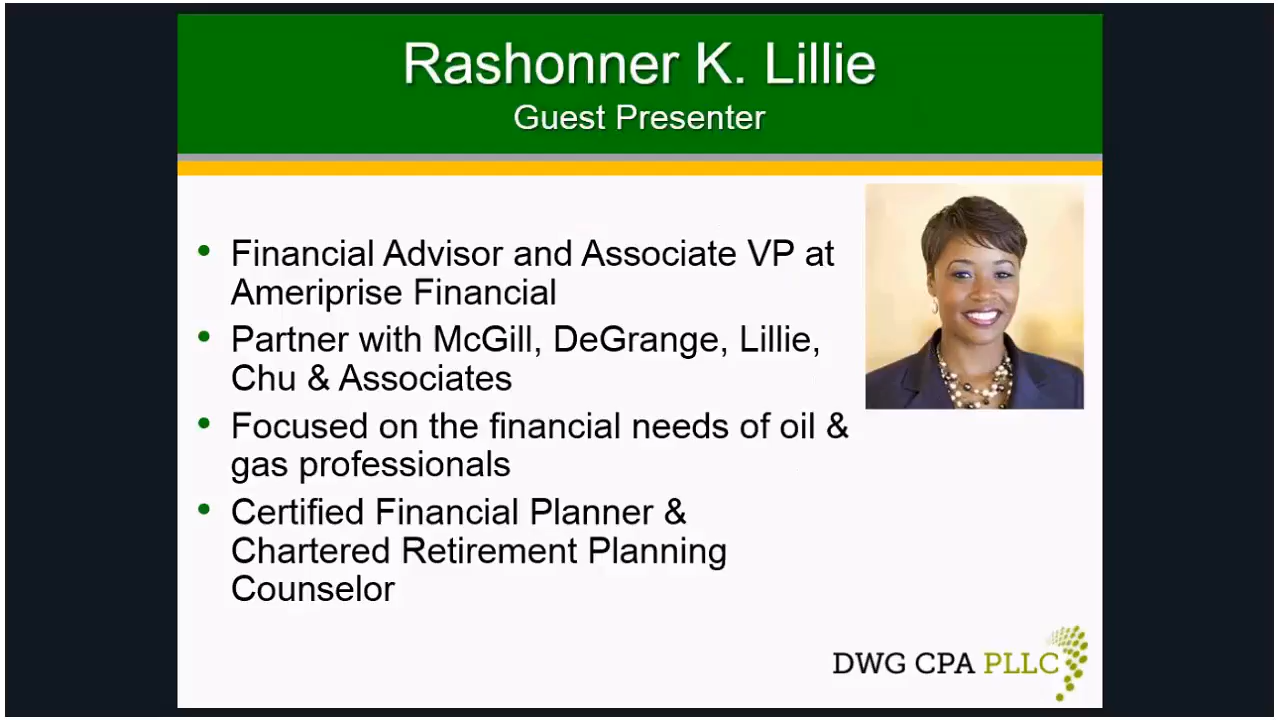 Rashonner K. Lillie
Guest Presenter
• Financial Advisor and Associate VP at
Ameriprise Financial
• Partner with McGill, DeGrange, Lillie,
Chu & Associates
• Focused on the financial needs of oil &
gas professionals
• Certified Financial Planner &
Chartered Retirement Planning
Counselor
DWG CPA PLLC